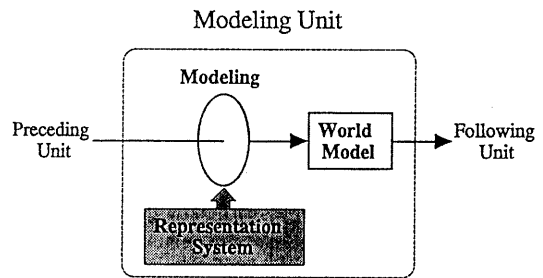 Modeling Unit
Modeling
Preceding
Unit
World
Model
Following
Unit
Representation
System